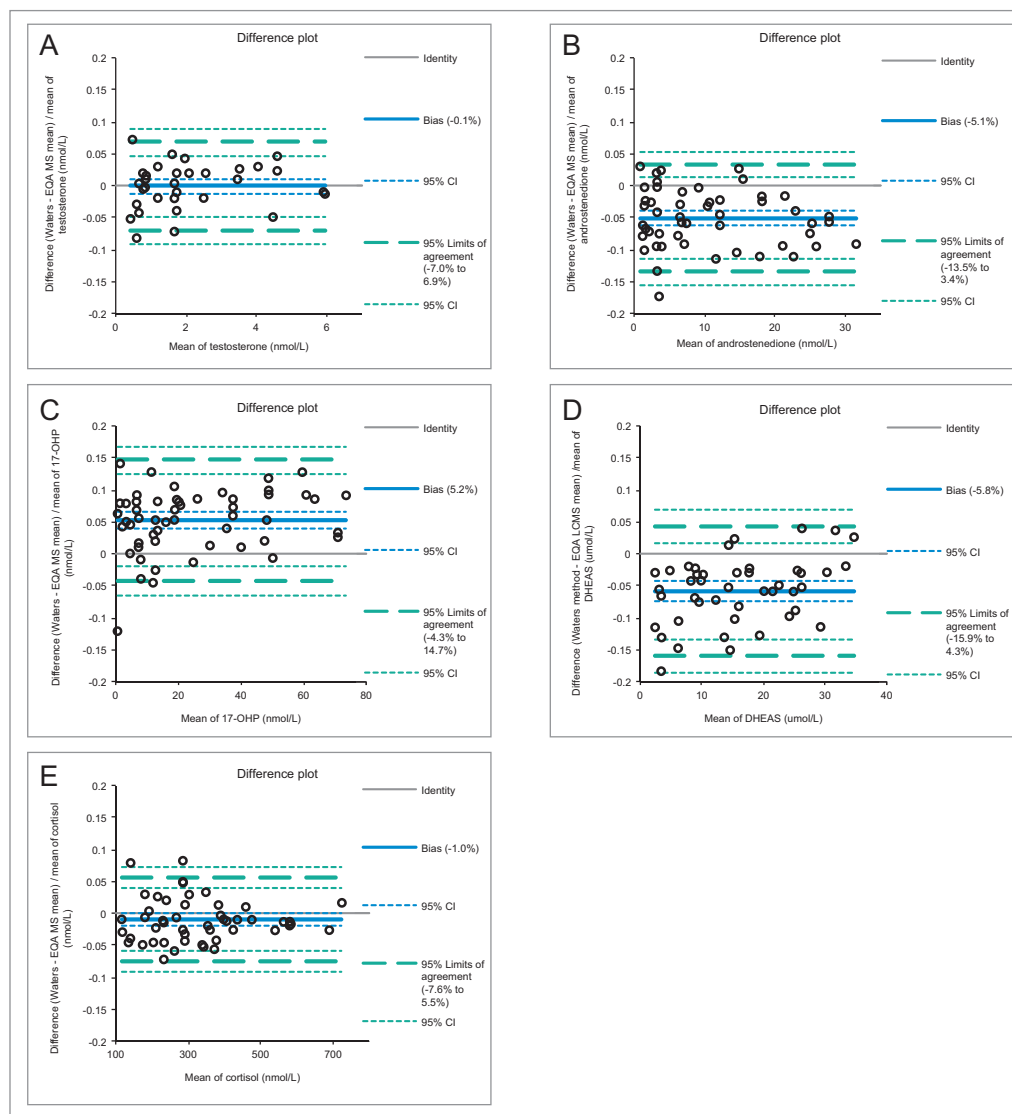 A
Difference plot
Difference (Waters - EQA MS mean) / mean of
testosterone (nmol/L)
0.2
0.15
0.1
0.05
0
-0.05
-0.1
-0.15
-0.2
0 2 4 6
Mean of testosterone (nmol/L)
Identity
Bias (-0.1%)
95% CI
95% Limits of
agreement
(-7.0% to
6.9%)
95% CI
B
Difference plot
Difference (Waters - EQA MS mean) / mean of
androstenedione (nmol/L)
0.2
0.15
0.1
0.05
0
-0.05
-0.1
-0.15
-0.2
0 10 20 30
Mean of androstenedione (nmol/L)
Identity
Bias (-5.1%)
95% CI
95% Limits of
agreement
(-13.5% to
3.4%)
95% CI
C
Difference plot
Difference (Waters - EQA MS mean) / mean of 17-OHP
(nmol/L)
0.2
0.15
0.1
0.05
0
-0.05
-0.1
-0.15
-0.2
0 20 40 60 80
Mean of 17-OHP (nmol/L)
Identity
Bias (5.2%)
95% CI
95% Limits of
agreement
(-4.3% to
14.7%)
95% CI
D
Difference plot
Difference (Waters method - EQA LCMS mean) /mean of
DHEAS (umol/L)
0.2
0.15
0.1
0.05
0
-0.05
-0.1
-0.15
-0.2
0 10 20 30 40
Mean of DHEAS (umol/L)
Identity
Bias (-5.8%)
95% CI
95% Limits of
agreement
(-15.9% to
4.3%)
95% CI
E
Difference plot
Difference (Waters - EQA MS mean) / mean of cortisol
(nmol/L)
0.2
0.15
0.1
0.05
0
-0.05
-0.1
-0.15
-0.2
100 300 500 700
Mean of cortisol (nmol/L)
Identity
Bias (-1.0%)
95% CI
95% Limits of
agreement
(-7.6% to
5.5%)
95% CI